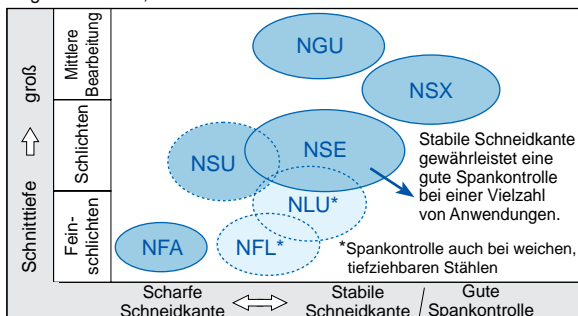 groß
Schnitttiefe
Mittlere
Bearbeitung
Schlichten
Fein-
schlichten
NGU
NSX
NSU
NSE
NLU*
NFA
NFL*
Stabile Schneidkante
gewährleistet eine
gute Spankontrolle
bei einer Vielzahl
von Anwendungen.
*Spankontrolle auch bei weichen,
tiefziehbaren Stählen
Scharfe
Schneidkante
Stabile
Schneidkante
/
Gute
Spankontrolle